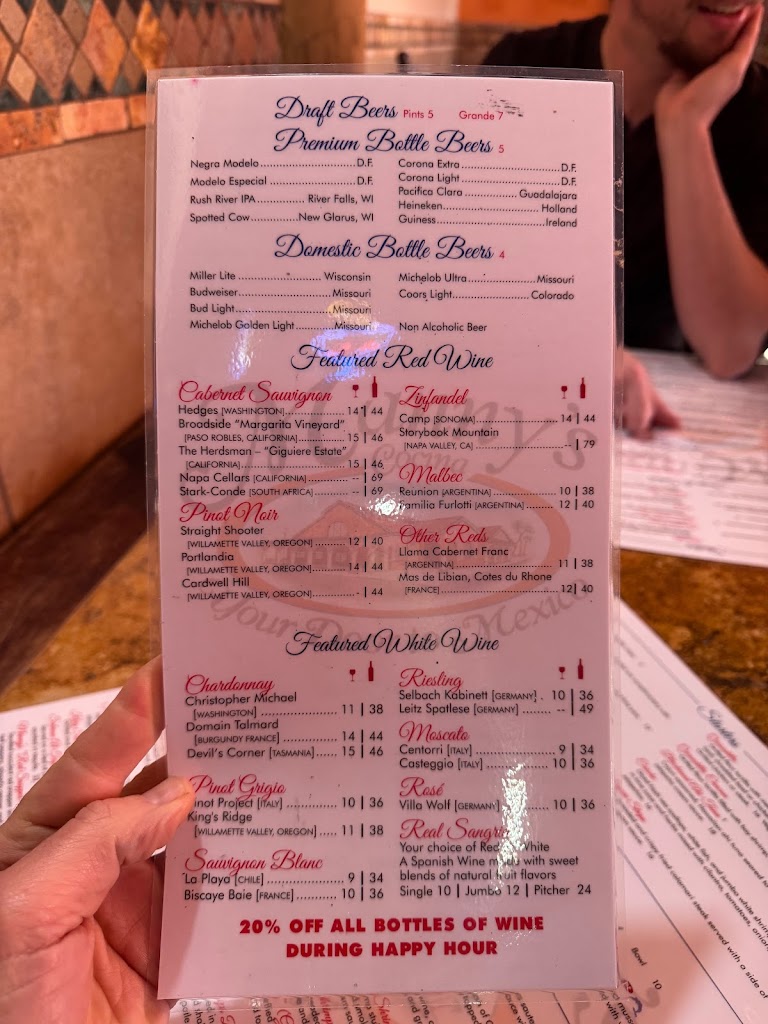 Draft Beers Pints 5 Grande 7
Premium Bottle Beers 5
Negra Modelo..............................D.F.
Modelo Especial ............................D.F.
Rush River IPA............. River Falls, WI
Spotted Cow.............New Glarus, WI
Corona Extra..............................D.F.
Corona Light..............................D.F.
Pacifica Clara................ Guadalajara
Heineken................................ Holland
Guiness....................................Ireland
Domestic Bottle Beers 4
Miller Lite ........................ Wisconsin
Budweiser............................Missouri
Bud Light..............................Missouri
Michelob Golden Light...........Missouri
Michelob Ultra....................Missouri
Coors Light............................Colorado
Non Alcoholic Beer
Featured Red Wine
Cabernet Sauvignon
Hedges [WASHINGTON]............... 14 | 44
Broadside "Margarita Vineyard"
[PASO ROBLES, CALIFORNIA]............. 15 | 46
The Herdsman – "Giguiere Estate"
[CALIFORNIA]................................15 | 46
Napa Cellars [CALIFORNIA]........ -- | 69
Stark-Conde [SOUTH AFRICA] ......... -- | 69
Pinot Noir
Straight Shooter
[WILLAMETTE VALLEY, OREGON].......... 12 | 40
Portlandia
[WILLAMETTE VALLEY, OREGON].......... 14 | 44
Cardwell Hill
[WILLAMETTE VALLEY, OREGON].......... - | 44
Zinfandel
Camp [SONOMA]......................... 14 | 44
Storybook Mountain
[NAPA VALLEY, CA] ...........................-- | 79
Malbec
Reunion [ARGENTINA] ................. 10 | 38
Familia Furlotti [ARGENTINA] ........ 12 | 40
Other Reds
Llama Cabernet Franc
[ARGENTINA] ................................. 11 | 38
Mas de Libian, Cotes du Rhone
[FRANCE].......................................12 | 40
Featured White Wine
Chardonnay
Christopher Michael
[WASHINGTON] ..................... 11 | 38
Domain Talmard
[BURGUNDY FRANCE] ................ 14 | 44
Devil's Corner [TASMANIA]..... 15 | 46
Pinot Grigio
Pinot Project [ITALY] ............. 10 | 36
King's Ridge
[WILLAMETTE VALLEY, OREGON]..... 11 | 38
Sauvignon Blanc
La Playa [CHILE] .................... 9 | 34
Biscaye Baie [FRANCE]........... 10 | 36
Riesling
Selbach Kabinett [GERMANY] . 10 | 36
Leitz Spatlese [GERMANY] ........ -- | 49
Moscato
Centorri [ITALY] ..................... 9 | 34
Casteggio [ITALY] .................. 10 | 36
Rosé
Villa Wolf [GERMANY] .......... 10 | 36
Real Sangria
Your choice of Red or White
A Spanish Wine made with sweet
blends of natural fruit flavors
Single 10 | Jumbo 12 | Pitcher 24
20% OFF ALL BOTTLES OF WINE
DURING HAPPY HOUR